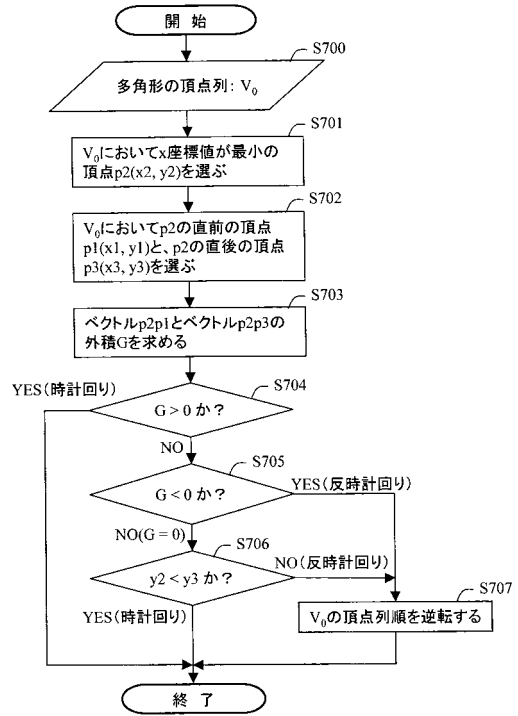 開 始
S700
多角形の頂点列: V₀
S701
V₀においてx座標値が最小の
頂点p2(x2, y2)を選ぶ
S702
V₀においてp2の直前の頂点
p1(x1, y1)と、p2の直後の頂点
p3(x3, y3)を選ぶ
S703
ベクトルp2p1とベクトルp2p3の
外積Gを求める
YES(時計回り)
S704
G > 0 か?
NO
S705
G < 0 か?
YES(反時計回り)
NO(G = 0)
S706
y2 < y3 か?
NO(反時計回り)
S707
YES(時計回り)
V₀の頂点列順を逆転する
終 了